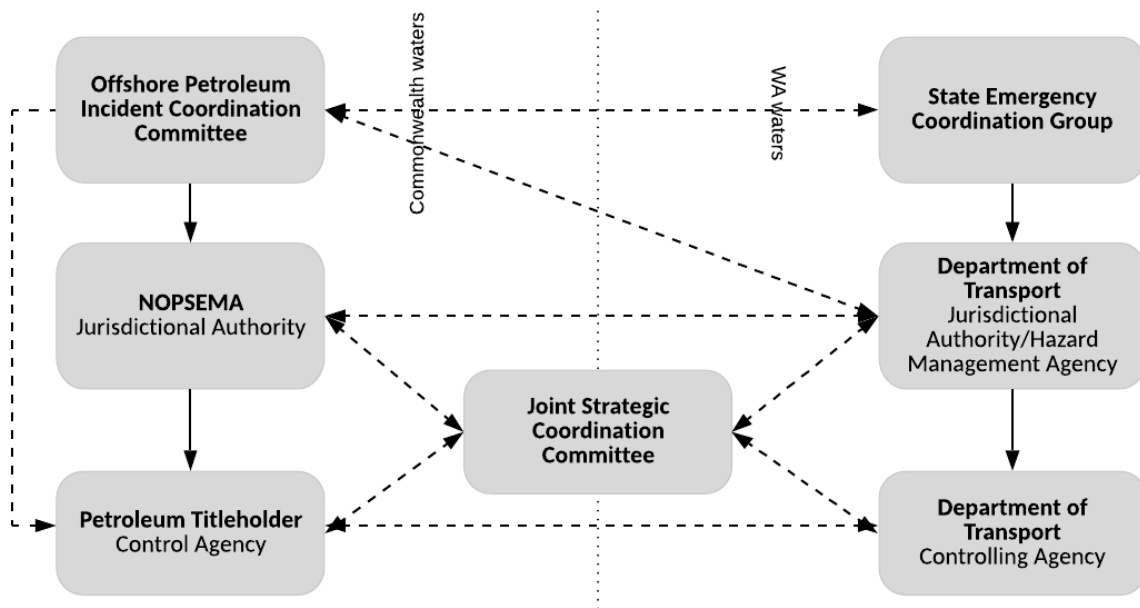 Offshore Petroleum
Incident Coordination
Committee
Commonwealth waters
WA waters
State Emergency
Coordination Group
NOPSEMA
Jurisdictional Authority
Department of
Transport
Jurisdictional
Authority/Hazard
Management Agency
Joint Strategic
Coordination
Committee
Petroleum Titleholder
Control Agency
Department of
Transport
Controlling Agency